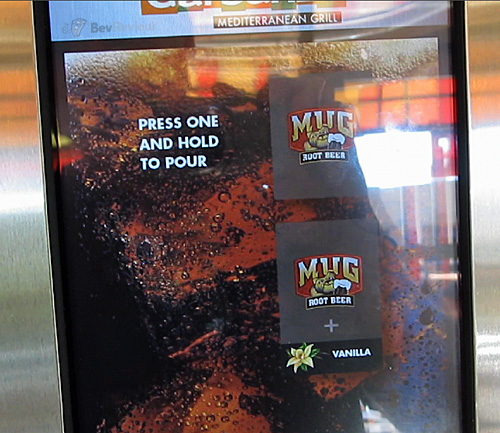 MEDITERRANEAN GRILL
PRESS ONE
AND HOLD
TO POUR
MUG
ROOT BEER
MUG
ROOT BEER
+
VANILLA